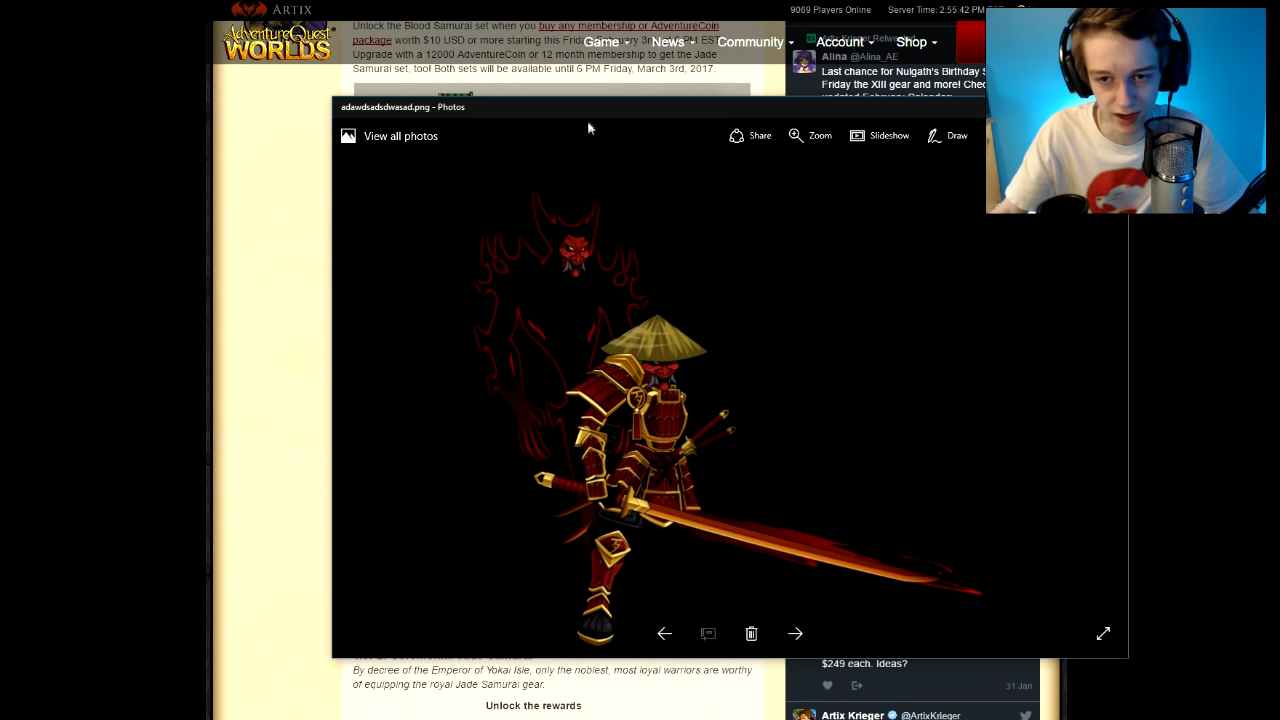 ARTIX
9069 Players Online
Server Time: 2:55:42 PM
AdventureQuest
WORLDS
Game
News
Community
Account
Shop
Unlock the Blood Samurai set when you buy any membership or AdventureCoin
package worth $10 USD or more starting this Fri
Upgrade with a 12000 AdventureCoin or 12 month membership to get the Jade
Samurai set, too! Both sets will be available until 6 PM Friday, March 3rd, 2017.
Alina @Alina_AE
Last chance for Nulgath's Birthday
Friday the XIII gear and more!
adawdsadsdwasad.png - Photos
View all photos
Share
Zoom
Slideshow
Draw
By decree of the Emperor of Yokai Isle, only the noblest, most loyal warriors are worthy
of equipping the royal Jade Samurai gear.
Unlock the rewards
$249 each. Ideas?
31 Jan
Artix Krieger @ArtixKrieger